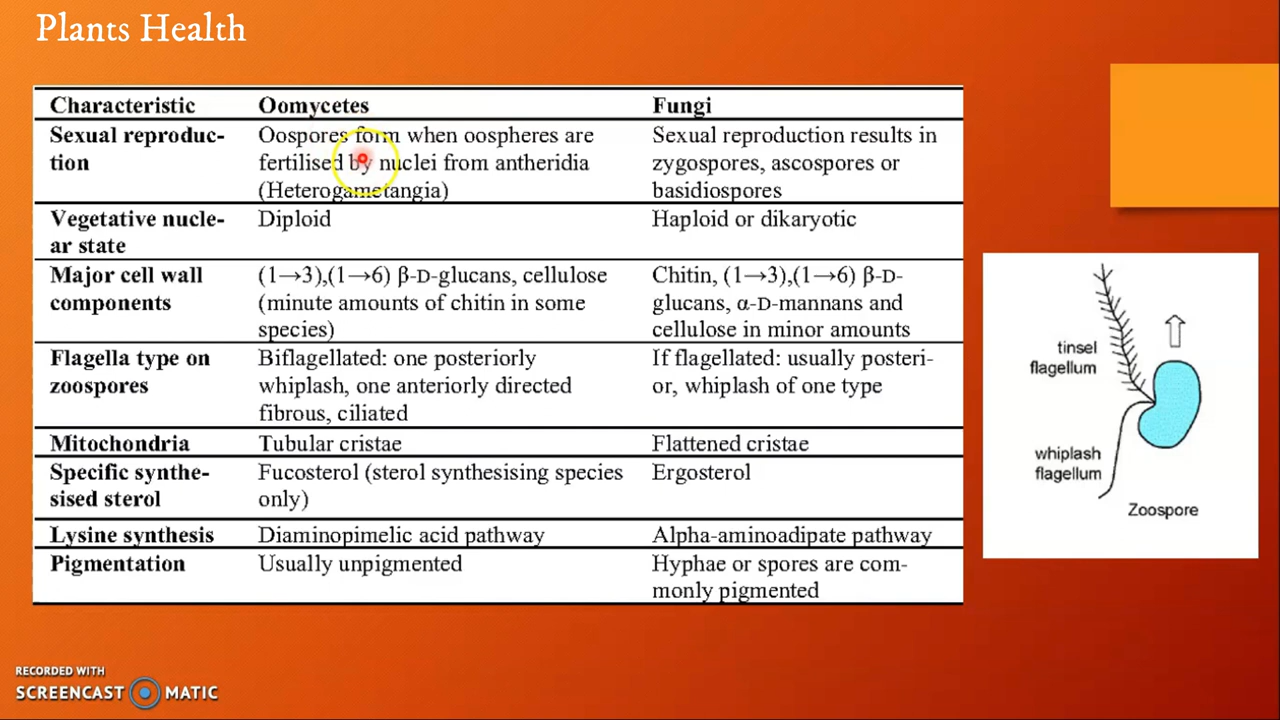 Plants Health
Characteristic Oomycetes Fungi
Sexual reproduc- Oospores form when oospheres are Sexual reproduction results in
tion fertilised by nuclei from antheridia zygospores, ascospores or
(Heterogametangia) basidiospores
Vegetative nucle- Diploid Haploid or dikaryotic
ar state
Major cell wall (1→3),(1→6) β-D-glucans, cellulose Chitin, (1→3),(1→6) β-D-
components (minute amounts of chitin in some glucans, α-D-mannans and
species) cellulose in minor amounts
Flagella type on Biflagellated: one posteriorly If flagellated: usually posteri-
zoospores whiplash, one anteriorly directed or, whiplash of one type
fibrous, ciliated
Mitochondria Tubular cristae Flattened cristae
Specific synthe- Fucosterol (sterol synthesising species Ergosterol
sised sterol only)
Lysine synthesis Diaminopimelic acid pathway Alpha-aminoadipate pathway
Pigmentation Usually unpigmented Hyphae or spores are com-
monly pigmented
tinsel
flagellum
whiplash
flagellum
Zoospore
RECORDED WITH
SCREENCAST MATIC